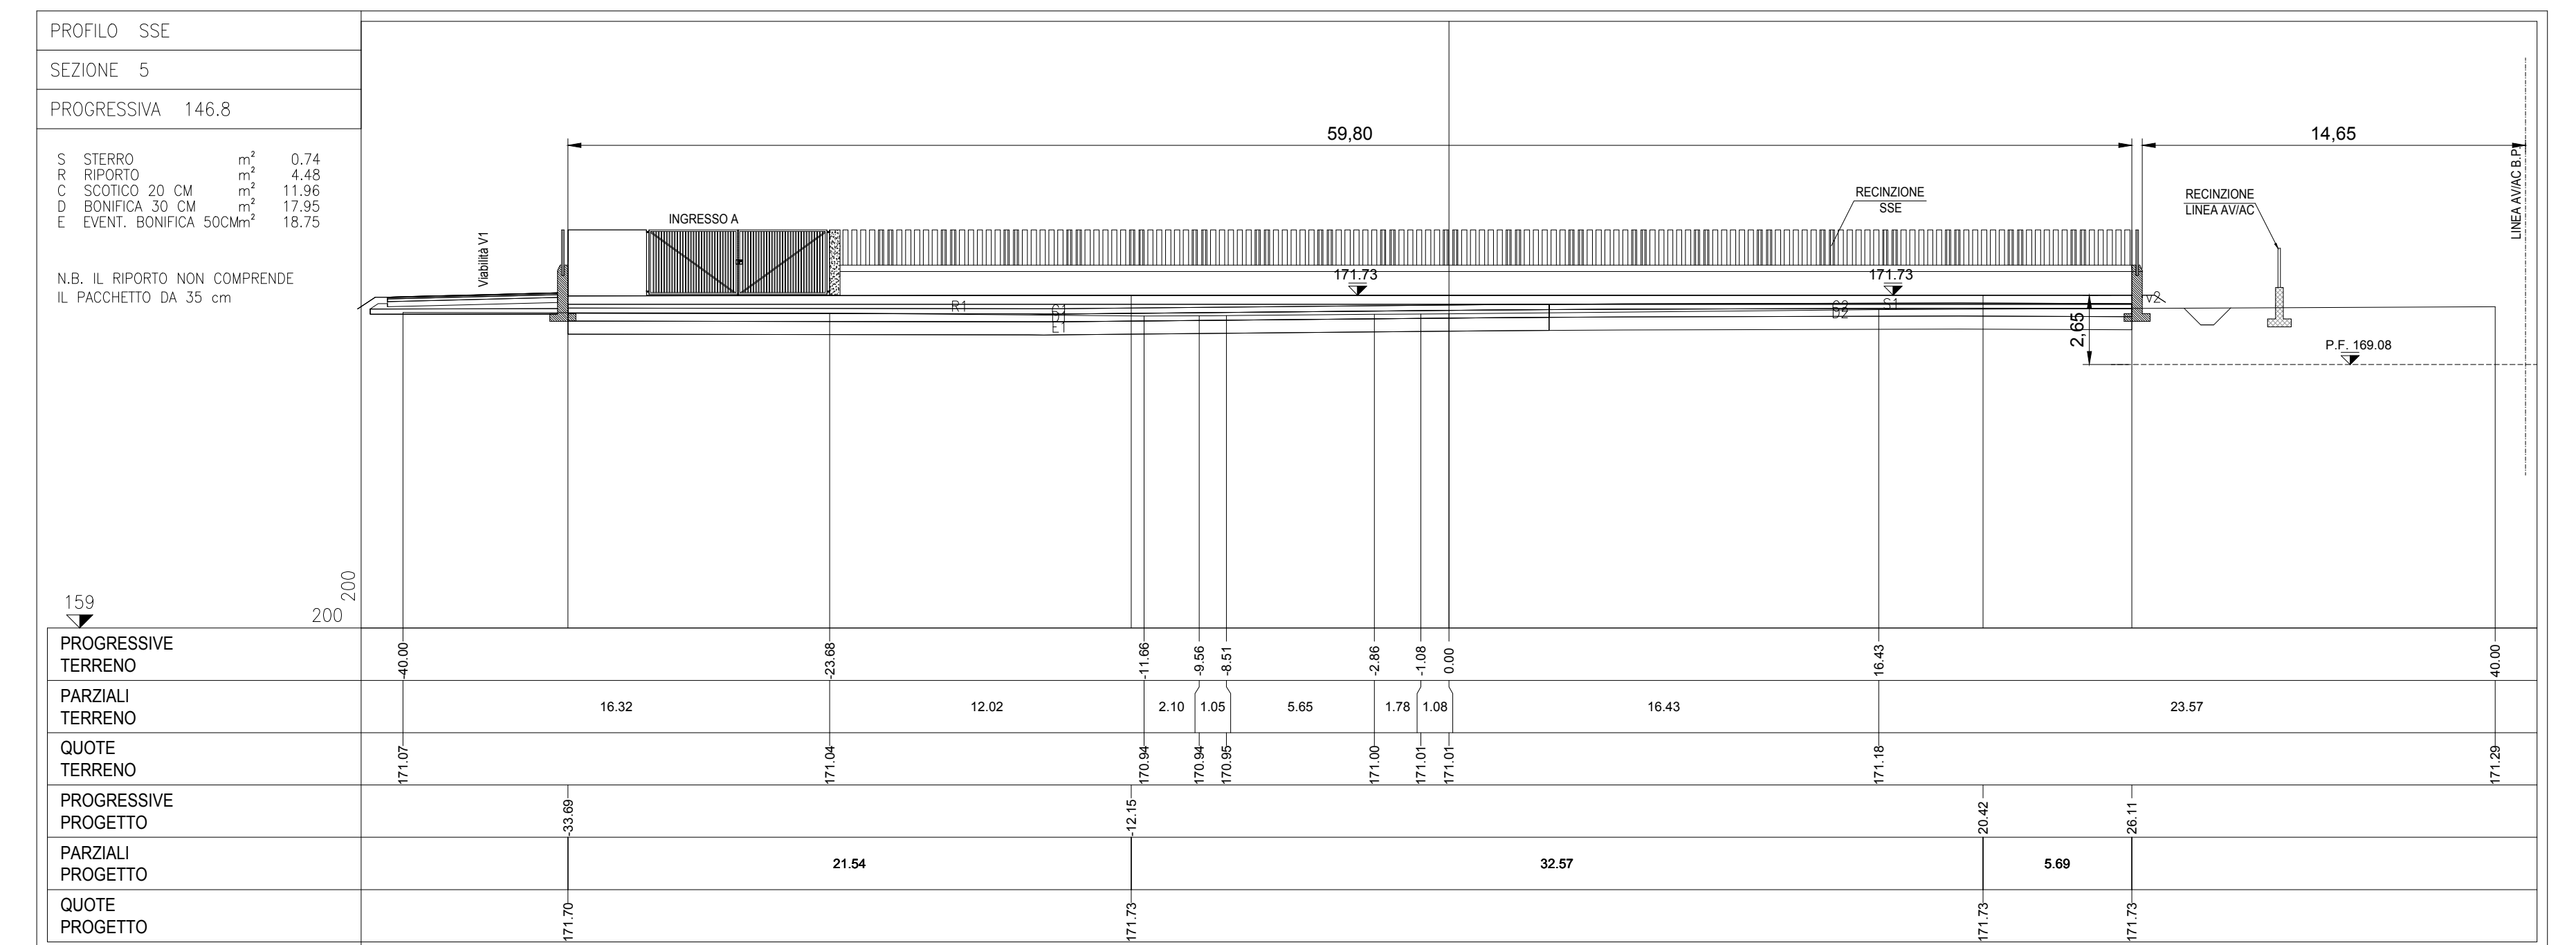 PROFILO SSE
SEZIONE 5
PROGRESSIVA 146.8
S STERRO m² 0.74
R RIPORTO m² 4.48
C SCOTICO 20 CM m² 11.96
D BONIFICA 30 CM m² 17.95
E EVENT. BONIFICA 50CM m² 18.75
N.B. IL RIPORTO NON COMPRENDE
IL PACCHETTO DA 35 cm
59,80
14,65
LINEA AV/AC B.P.
RECINZIONE
SSE
RECINZIONE
LINEA AV/AC
INGRESSO A
Viabilità V1
171.73
171.73
R1
C1
D1
E1
S1
D2
v2
2,65
P.F. 169.08
159
200
200
PROGRESSIVE
TERRENO
-40.00 -23.68 -11.66 -9.56 -8.51 -2.86 -1.08 0.00 16.43 40.00
PARZIALI
TERRENO
16.32 12.02 2.10 1.05 5.65 1.78 1.08 16.43 23.57
QUOTE
TERRENO
171.07 171.04 170.94 170.94 170.95 171.00 171.01 171.01 171.18 171.29
PROGRESSIVE
PROGETTO
-33.69 -12.15 20.42 26.11
PARZIALI
PROGETTO
21.54 32.57 5.69
QUOTE
PROGETTO
171.70 171.73 171.73 171.73